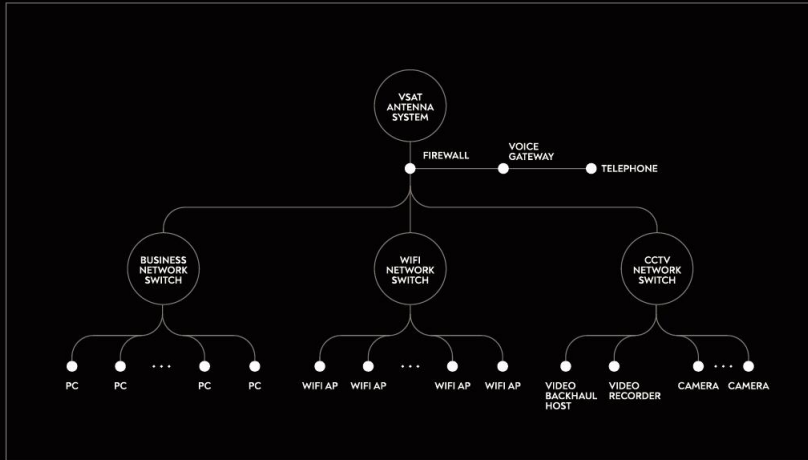 VSAT
ANTENNA
SYSTEM
FIREWALL
VOICE
GATEWAY
TELEPHONE
BUSINESS
NETWORK
SWITCH
WIFI
NETWORK
SWITCH
CCTV
NETWORK
SWITCH
PC
PC
...
PC
PC
WIFI AP
WIFI AP
...
WIFI AP
WIFI AP
VIDEO
BACKHAUL
HOST
VIDEO
RECORDER
CAMERA
...
CAMERA